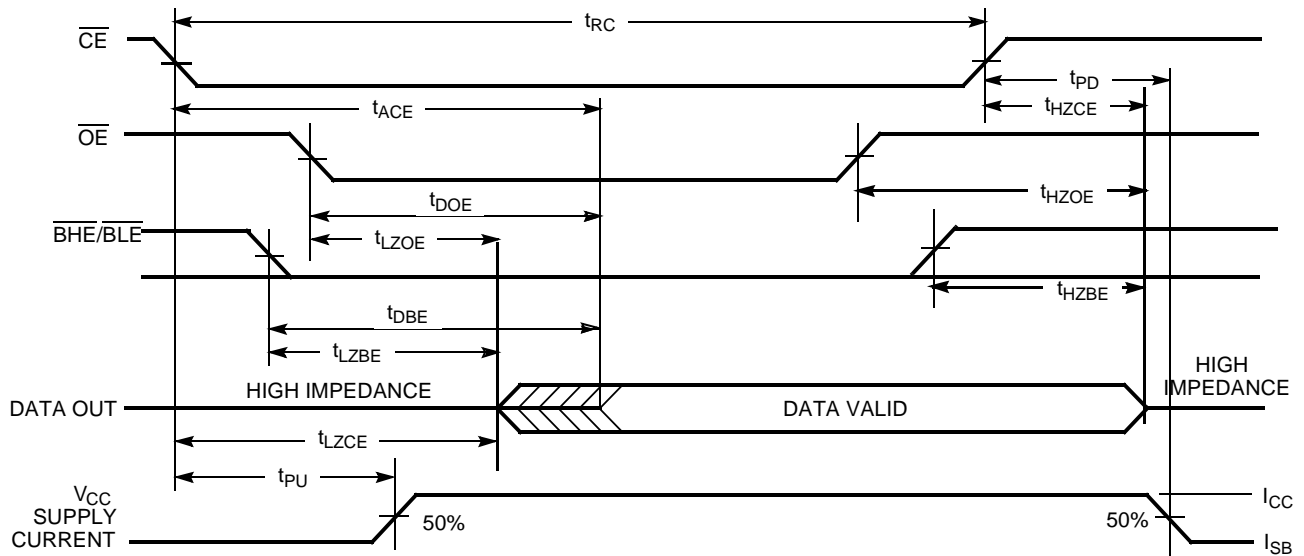 tRC
CE
tPD
tACE
tHZCE
OE
tDOE
tHZOE
BHE/BLE
tLZOE
tHZBE
tDBE
tLZBE
HIGH IMPEDANCE
HIGH
IMPEDANCE
DATA OUT
DATA VALID
tLZCE
tPU
VCC
SUPPLY
CURRENT
50%
50%
ICC
ISB